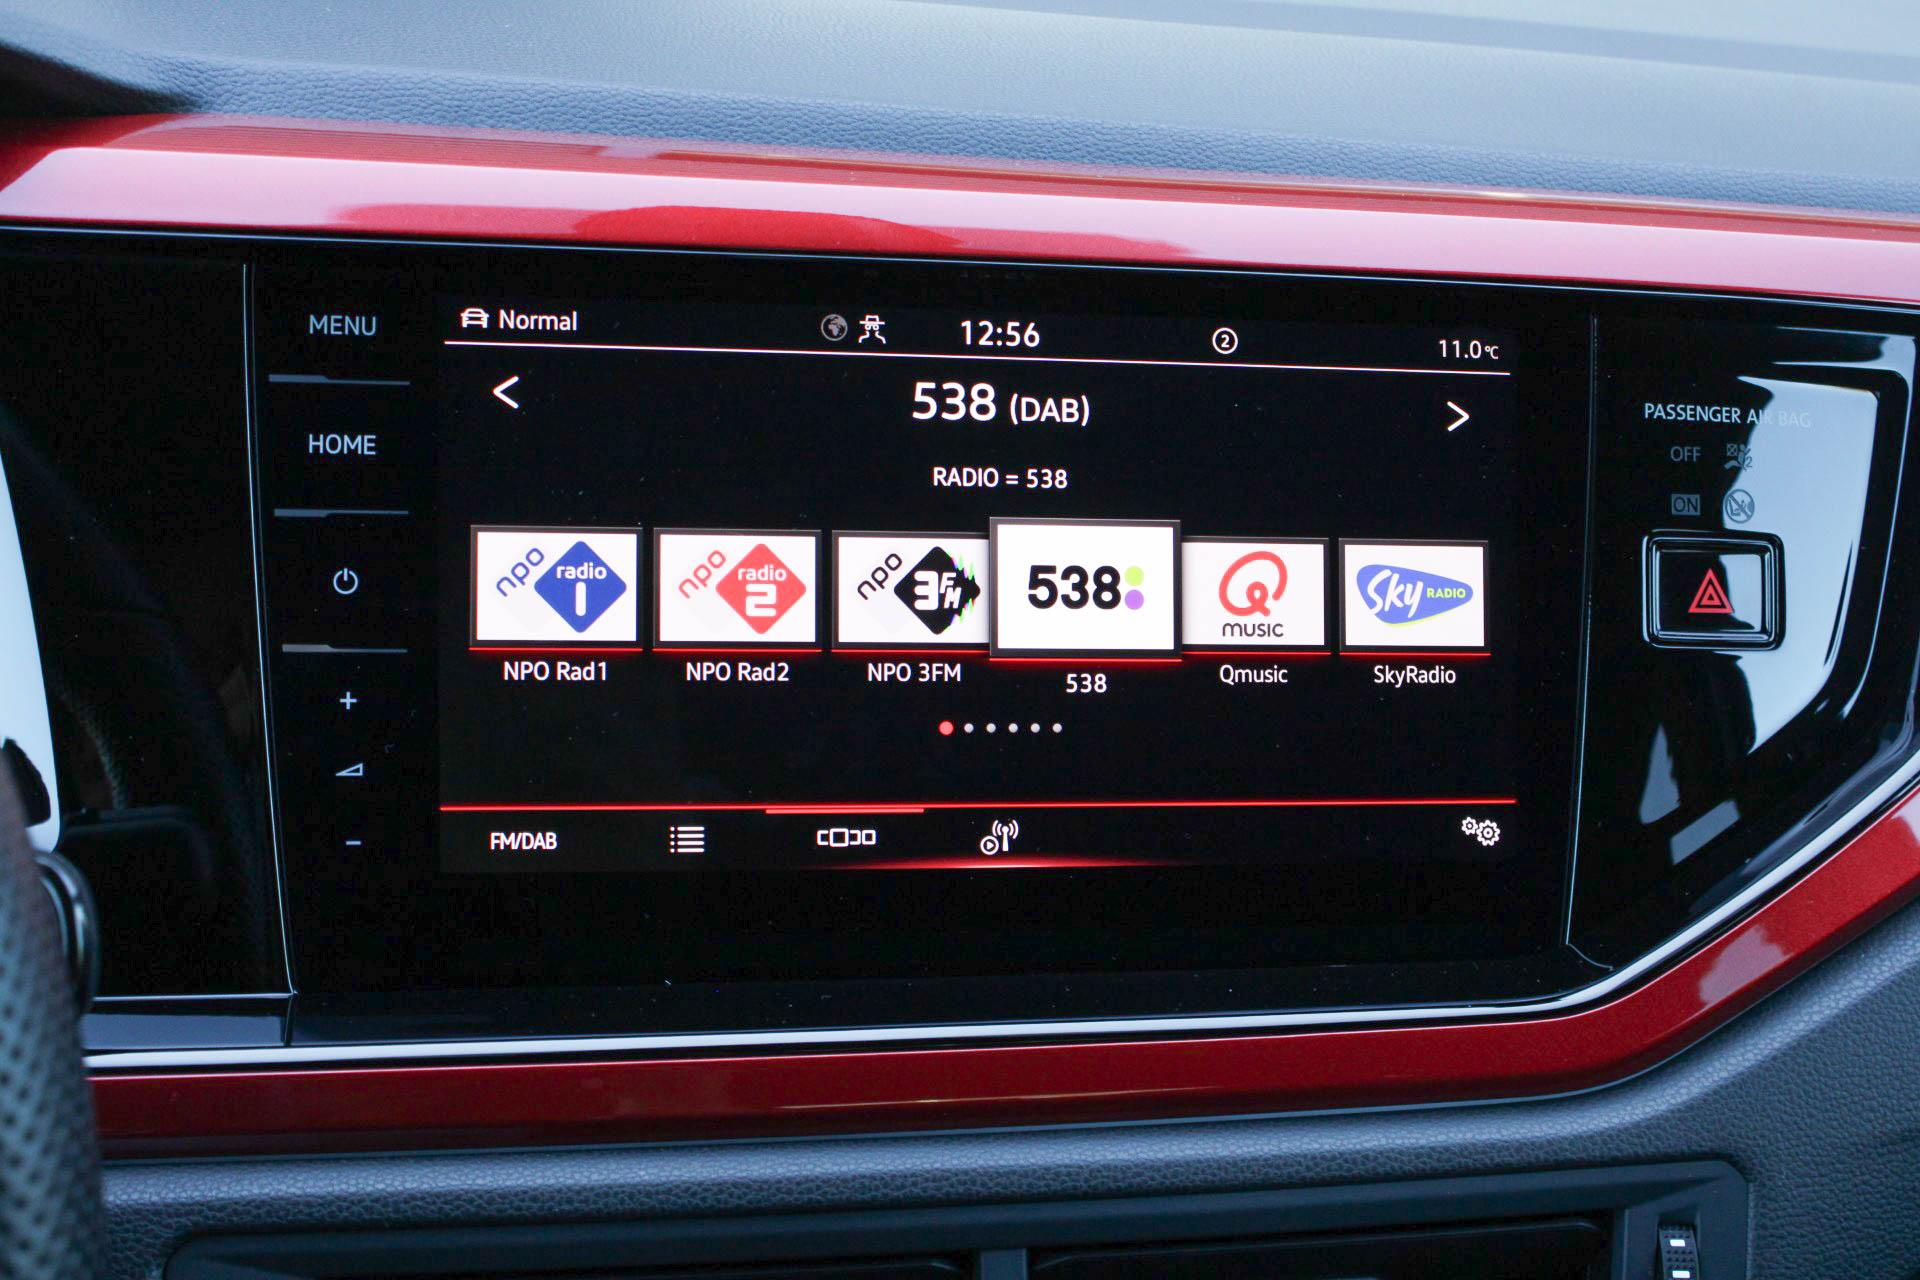 MENU
HOME
+
-
Normal
12:56
2
11.0°C
538 (DAB)
RADIO = 538
npo radio 1
npo radio 2
npo 3FM
538
Q MUSIC
Sky RADIO
NPO Rad1
NPO Rad2
NPO 3FM
538
Qmusic
SkyRadio
FM/DAB
PASSENGER AIR BAG
OFF
2
ON